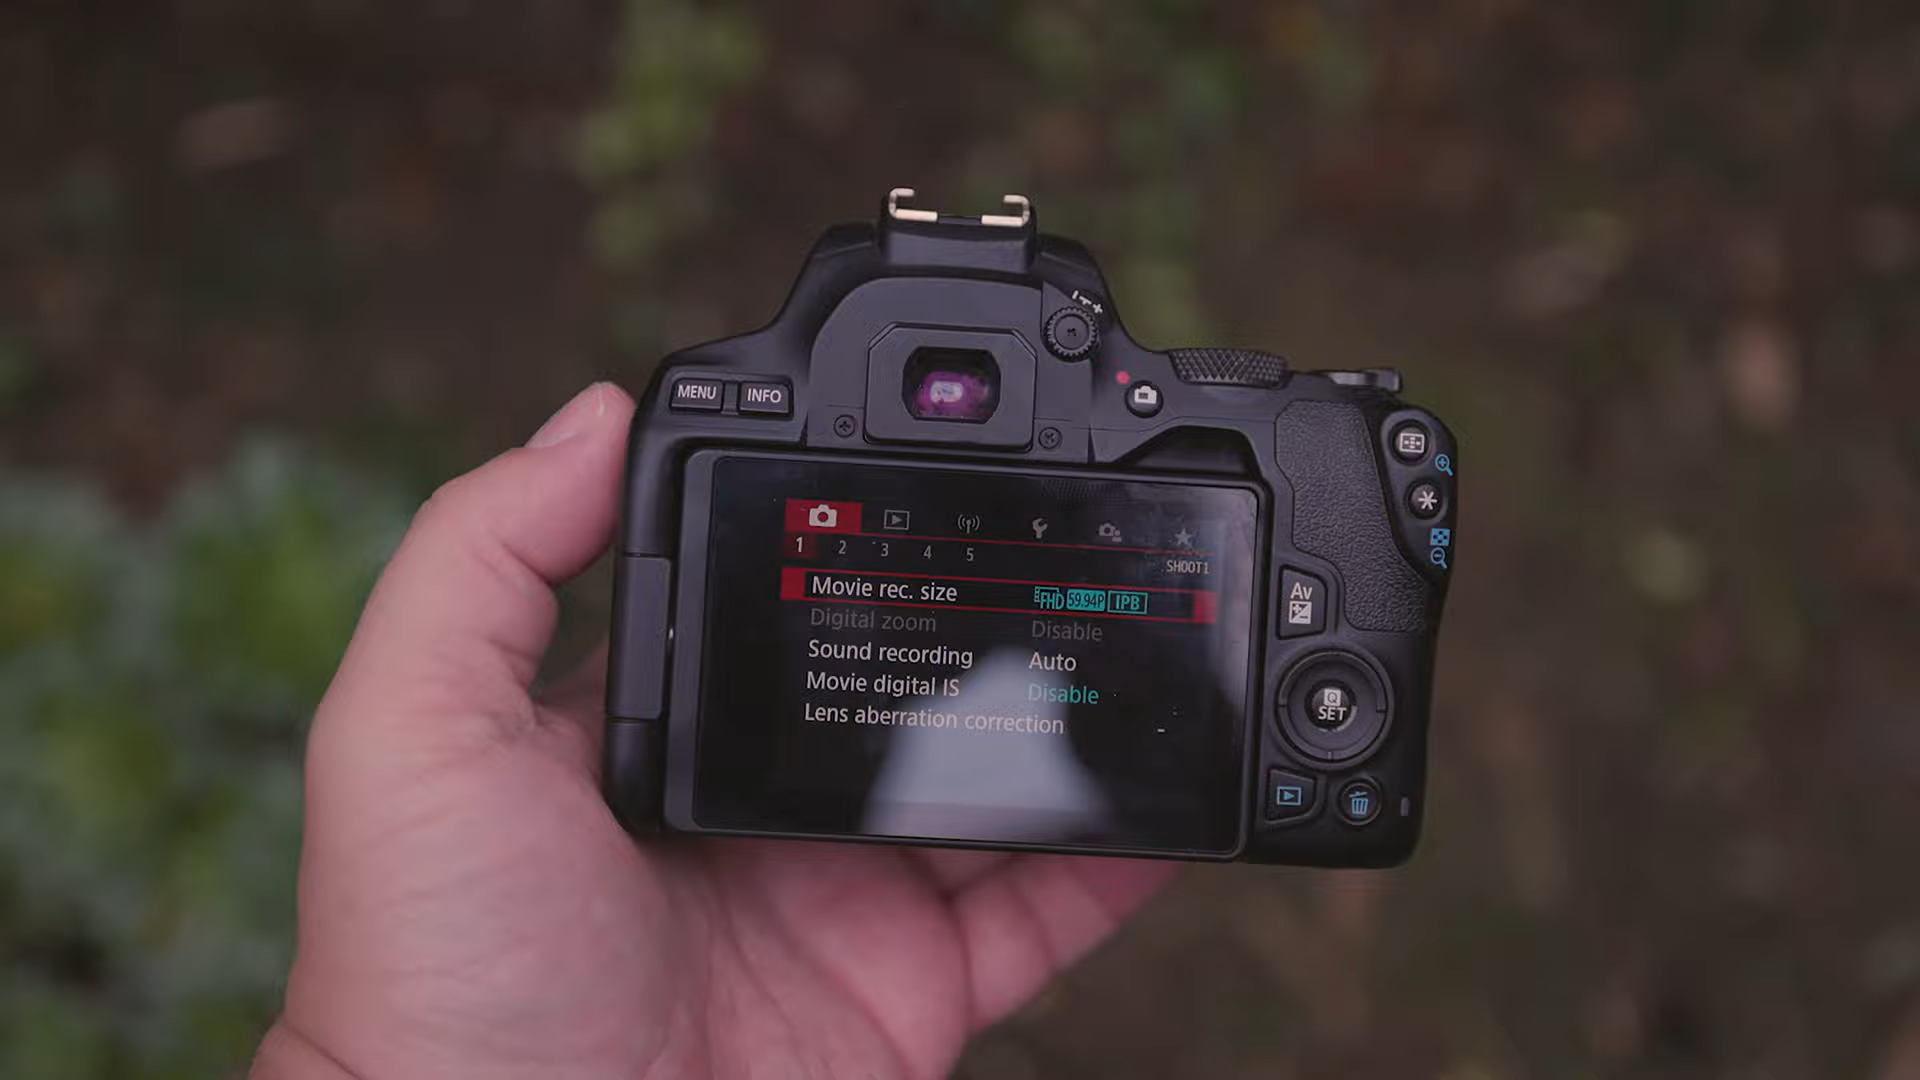 MENU INFO
1 2 3 4 5
SHOOT1
Movie rec. size FHD 59.94P IPB
Digital zoom Disable
Sound recording Auto
Movie digital IS Disable
Lens aberration correction -
Av
Q
SET